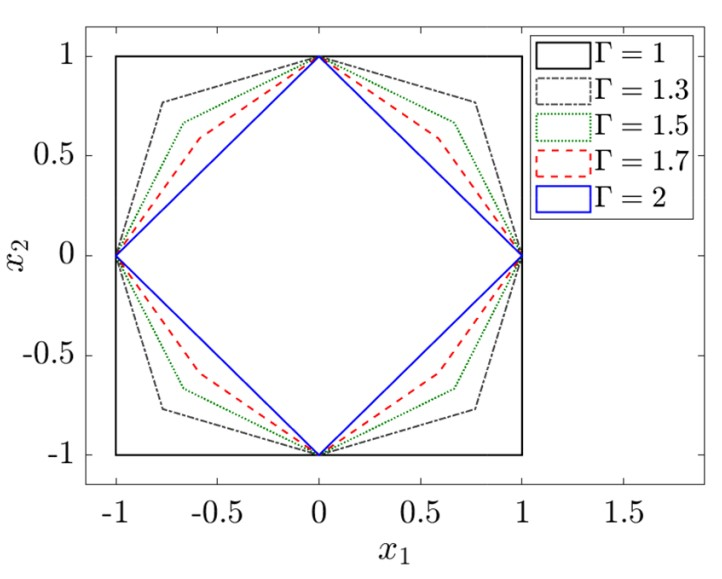 Γ = 1
Γ = 1.3
Γ = 1.5
Γ = 1.7
Γ = 2
1
0.5
0
-0.5
-1
x₂
-1 -0.5 0 0.5 1 1.5
x₁